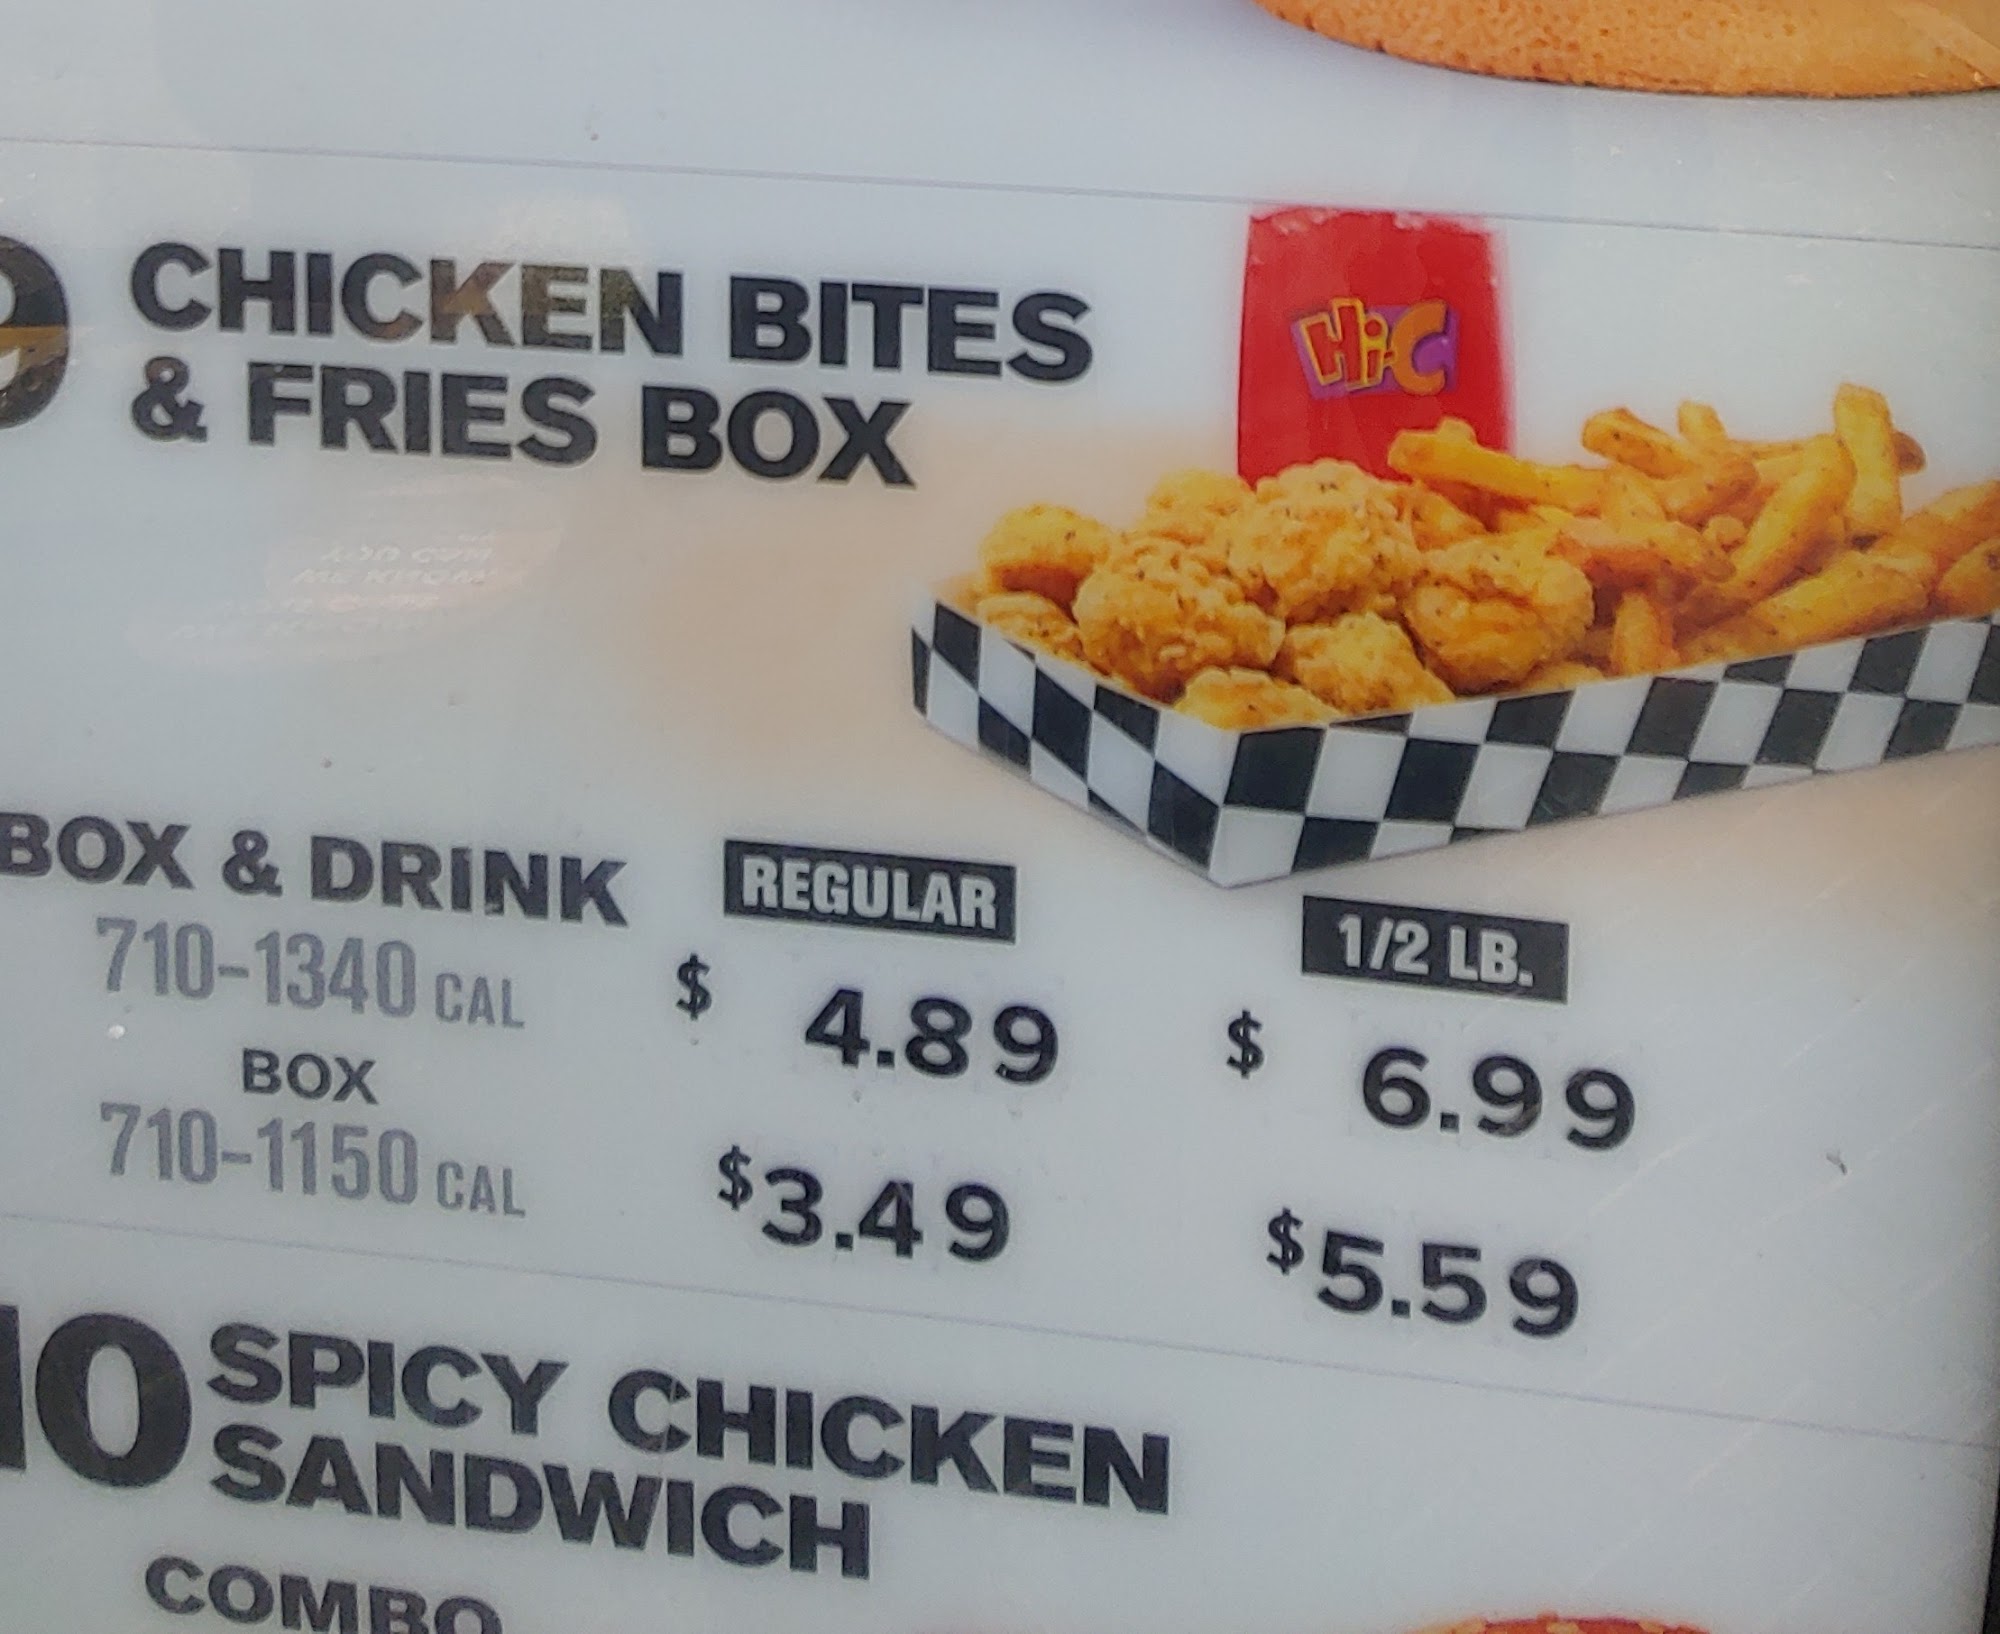 9 CHICKEN BITES
& FRIES BOX
Hi-C
BOX & DRINK REGULAR 1/2 LB.
710-1340 CAL $ 4.89 $ 6.99
BOX
710-1150 CAL $3.49 $5.59
10 SPICY CHICKEN
SANDWICH
COMBO